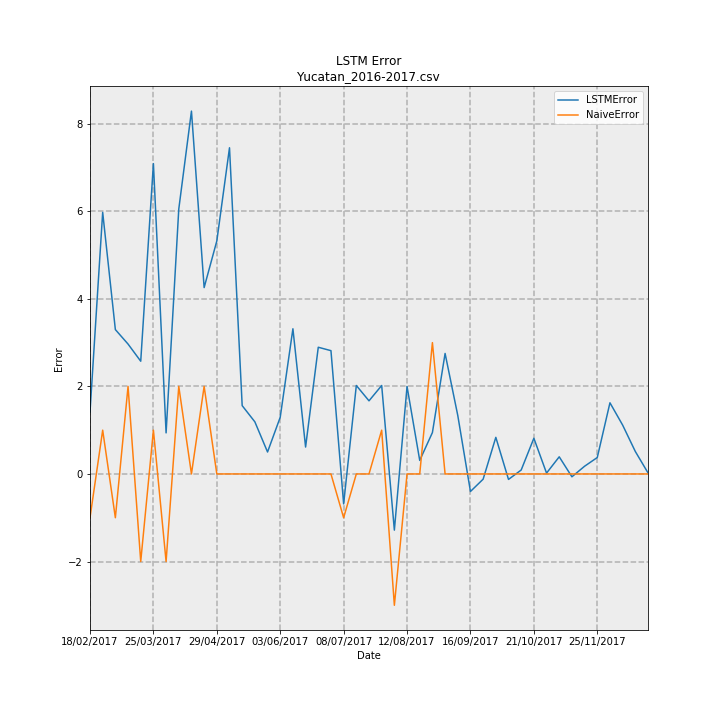 LSTM Error
Yucatan_2016-2017.csv
LSTMError
NaiveError
8
6
4
2
0
−2
Error
18/02/2017 25/03/2017 29/04/2017 03/06/2017 08/07/2017 12/08/2017 16/09/2017 21/10/2017 25/11/2017
Date